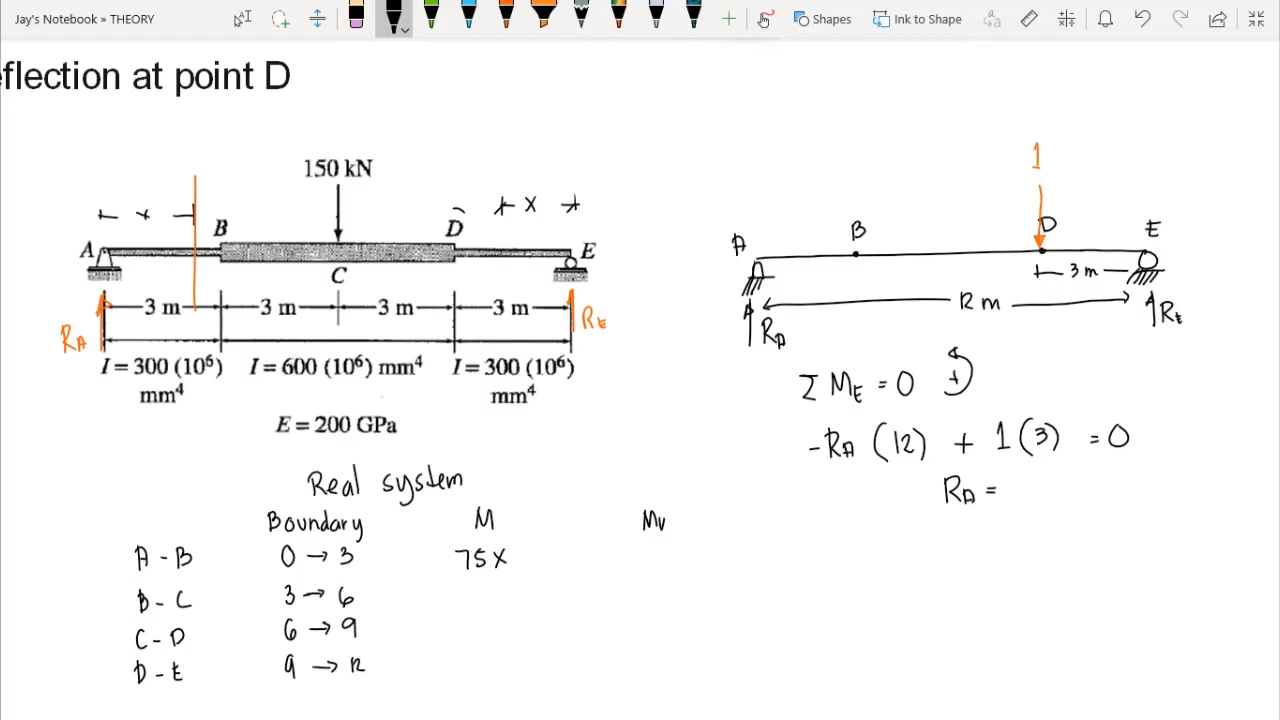 Jay's Notebook » THEORY
Shapes
Ink to Shape
eflection at point D
150 kN
x
B
D
x
A
C
E
3 m
3 m
3 m
3 m
RA
RE
I = 300 (10⁶) mm⁴
I = 600 (10⁶) mm⁴
I = 300 (10⁶) mm⁴
E = 200 GPa
1
A
B
D
E
3 m
12 m
RA
RE
Σ ME = 0 +
-RA (12) + 1 (3) = 0
RA =
Real system
Boundary M Mv
A - B 0 → 3 75x
B - C 3 → 6
C - D 6 → 9
D - E 9 → 12